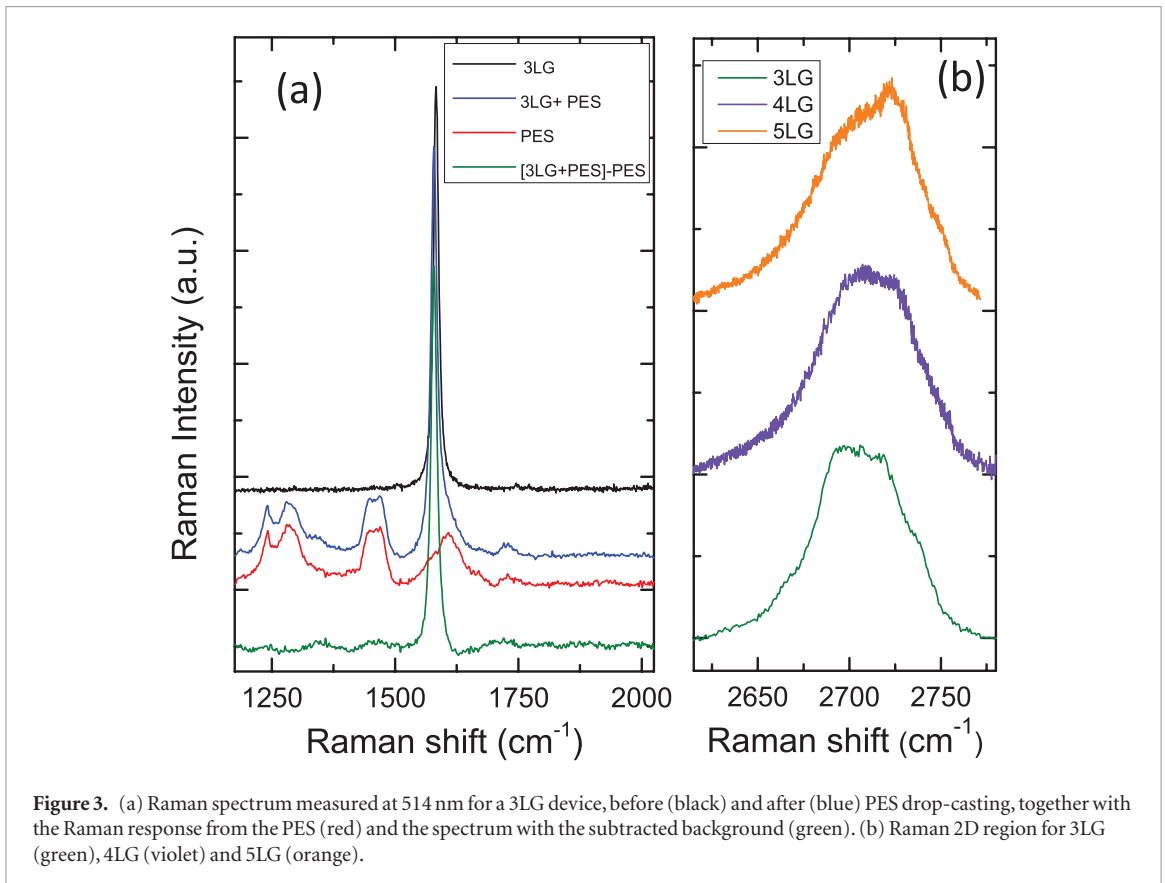 (a)
3LG
3LG+ PES
PES
[3LG+PES]-PES
Raman Intensity (a.u.)
1250 1500 1750 2000
Raman shift (cm-1)
(b)
3LG
4LG
5LG
2650 2700 2750
Raman shift (cm-1)
Figure 3. (a) Raman spectrum measured at 514 nm for a 3LG device, before (black) and after (blue) PES drop-casting, together with
the Raman response from the PES (red) and the spectrum with the subtracted background (green). (b) Raman 2D region for 3LG
(green), 4LG (violet) and 5LG (orange).